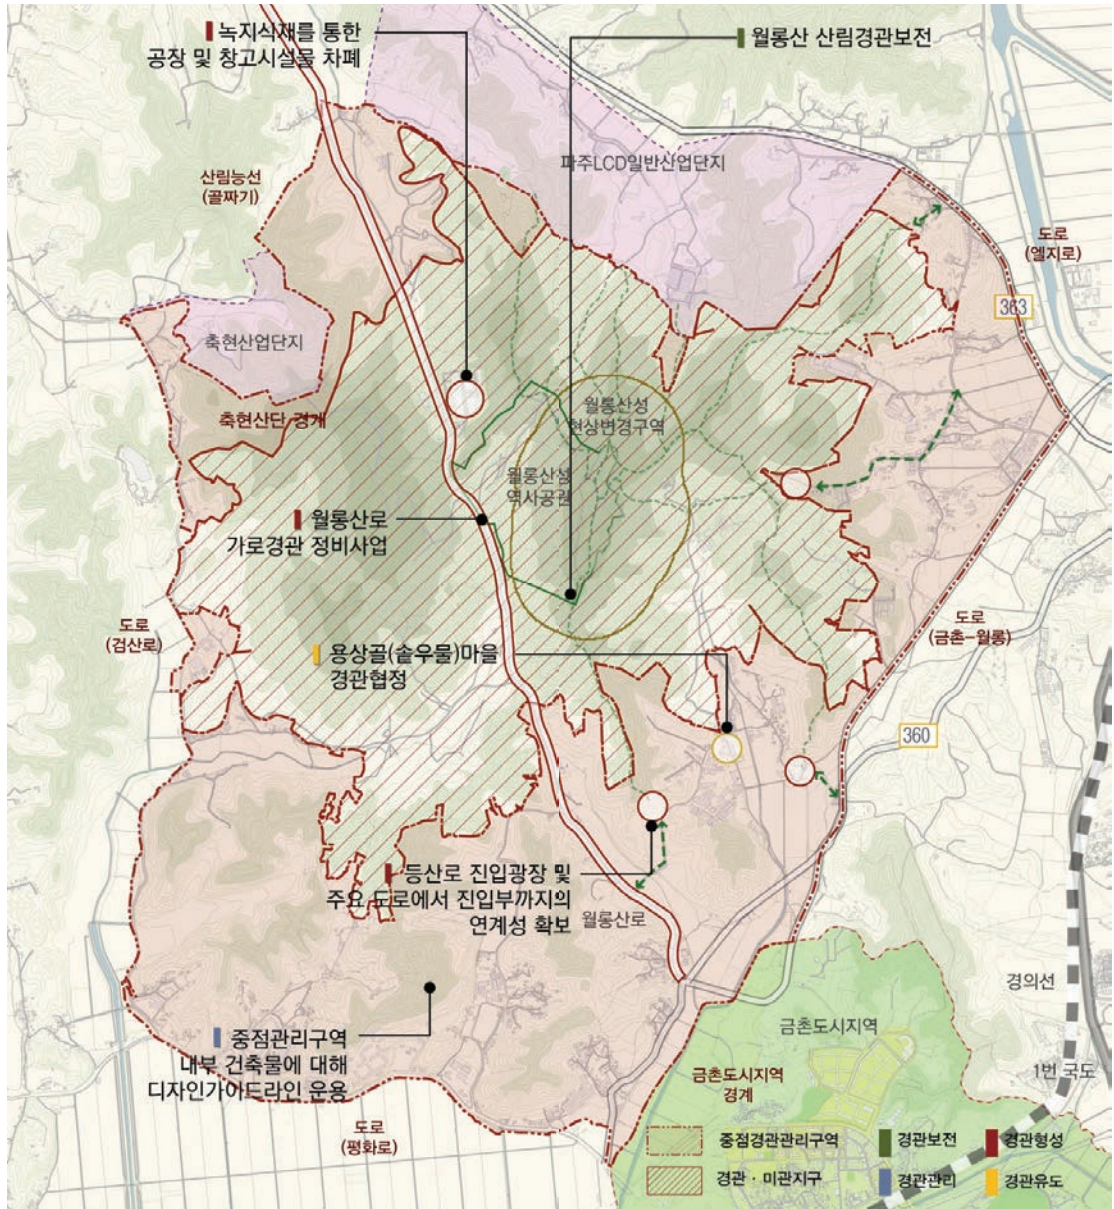 녹지식재를 통한
공장 및 창고시설물 차폐
월롱산 산림경관보전
파주LCD일반산업단지
산림능선
(골짜기)
도로
(엘지로)
363
축현산업단지
축현산단 경계
월롱산성
현상변경구역
월롱산성
역사공원
월롱산로
가로경관 정비사업
도로
(검산로)
도로
(금촌-월롱)
용상골(솥우물)마을
경관협정
360
등산로 진입광장 및
주요 도로에서 진입부까지의
연계성 확보
월롱산로
경의선
금촌도시지역
중점관리구역
내부 건축물에 대해
디자인가이드라인 운용
1번 국도
금촌도시지역
경계
도로
(평화로)
중점경관관리구역
경관보전
경관형성
경관·미관지구
경관관리
경관유도